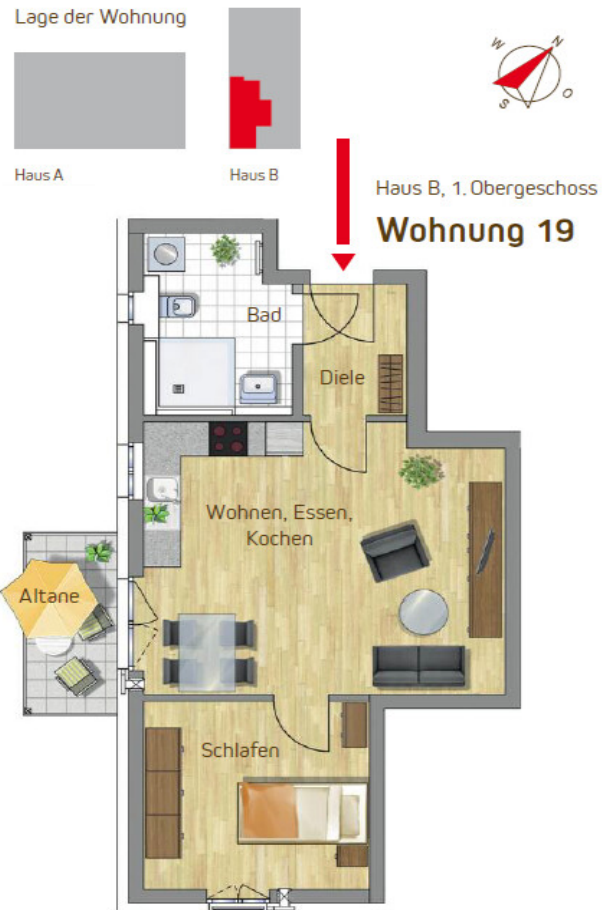 Lage der Wohnung
Haus A
Haus B
W
N
S
O
Haus B, 1. Obergeschoss
Wohnung 19
Bad
Diele
Wohnen, Essen,
Kochen
Altane
Schlafen